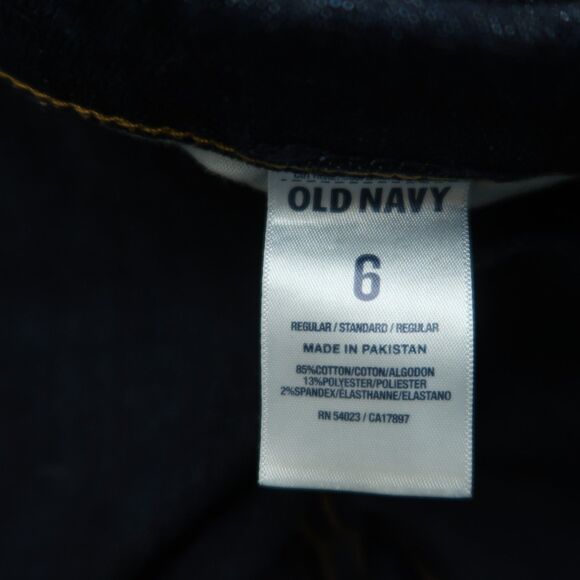 OLD NAVY
6
REGULAR / STANDARD / REGULAR
MADE IN PAKISTAN
85%COTTON/COTON/ALGODON
13%POLYESTER/POLIESTER
2%SPANDEX/ÉLASTHANNE/ELASTANO
RN 54023 / CA17897